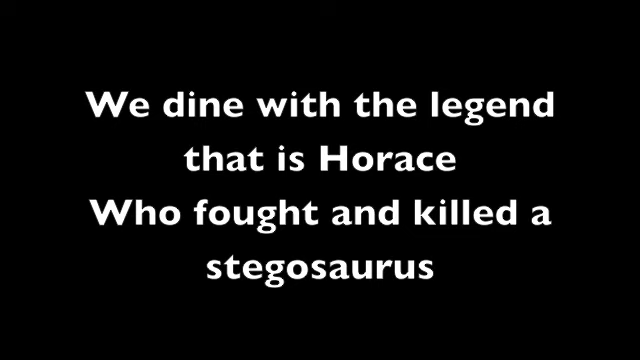 We dine with the legend
that is Horace
Who fought and killed a
stegosaurus